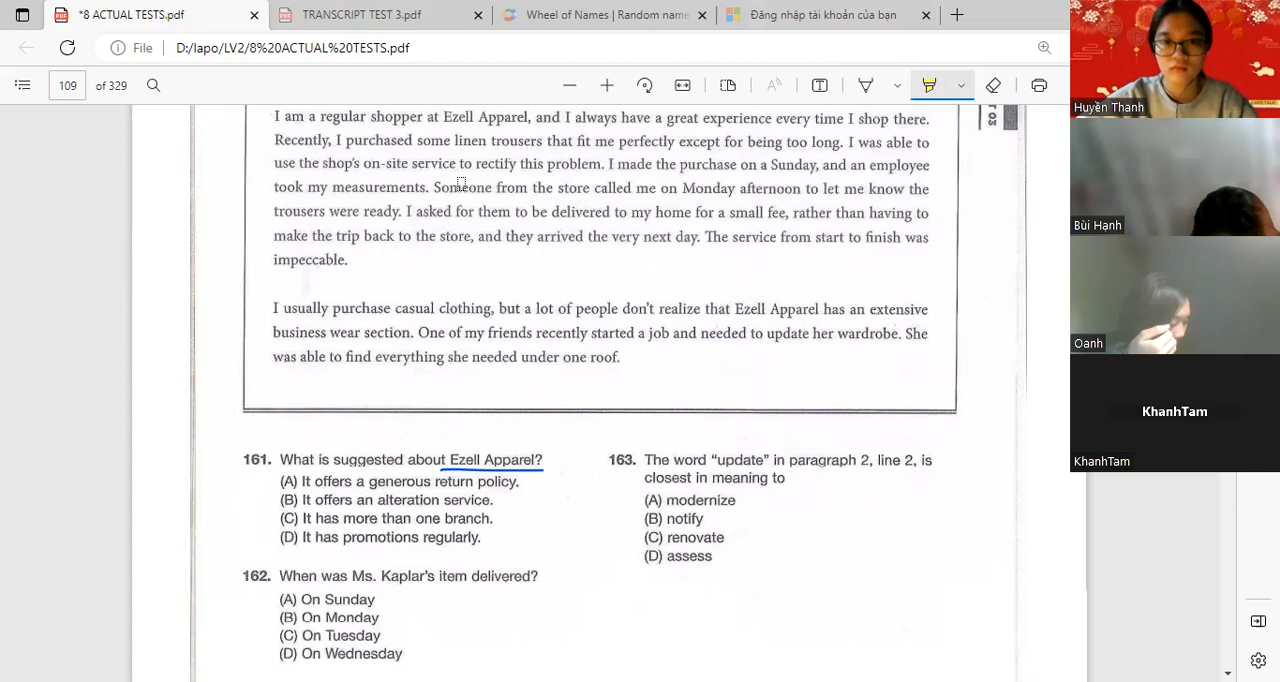 *8 ACTUAL TESTS.pdf
TRANSCRIPT TEST 3.pdf
Wheel of Names | Random name
Đăng nhập tài khoản của bạn
File
D:/lapo/LV2/8%20ACTUAL%20TESTS.pdf
109 of 329
I am a regular shopper at Ezell Apparel, and I always have a great experience every time I shop there.
Recently, I purchased some linen trousers that fit me perfectly except for being too long. I was able to
use the shop's on-site service to rectify this problem. I made the purchase on a Sunday, and an employee
took my measurements. Someone from the store called me on Monday afternoon to let me know the
trousers were ready. I asked for them to be delivered to my home for a small fee, rather than having to
make the trip back to the store, and they arrived the very next day. The service from start to finish was
impeccable.
I usually purchase casual clothing, but a lot of people don't realize that Ezell Apparel has an extensive
business wear section. One of my friends recently started a job and needed to update her wardrobe. She
was able to find everything she needed under one roof.
161. What is suggested about Ezell Apparel?
(A) It offers a generous return policy.
(B) It offers an alteration service.
(C) It has more than one branch.
(D) It has promotions regularly.
162. When was Ms. Kaplar's item delivered?
(A) On Sunday
(B) On Monday
(C) On Tuesday
(D) On Wednesday
163. The word "update" in paragraph 2, line 2, is
closest in meaning to
(A) modernize
(B) notify
(C) renovate
(D) assess
03
Huyền Thanh
Bùi Hạnh
Oanh
KhanhTam
KhanhTam